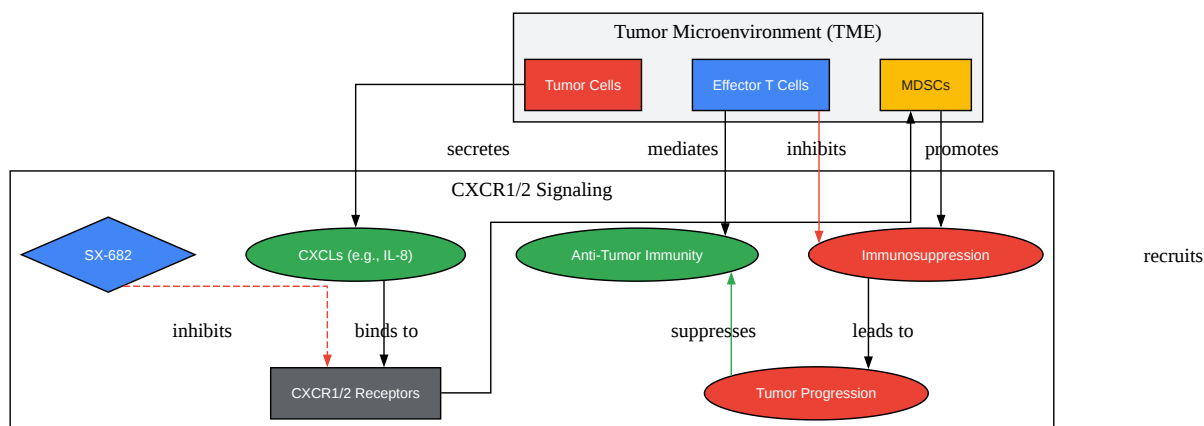 Tumor Microenvironment (TME)
Tumor Cells
Effector T Cells
MDSCs
secretes
mediates
inhibits
promotes
CXCR1/2 Signaling
SX-682
CXCLs (e.g., IL-8)
Anti-Tumor Immunity
Immunosuppression
recruits
inhibits
binds to
suppresses
leads to
CXCR1/2 Receptors
Tumor Progression